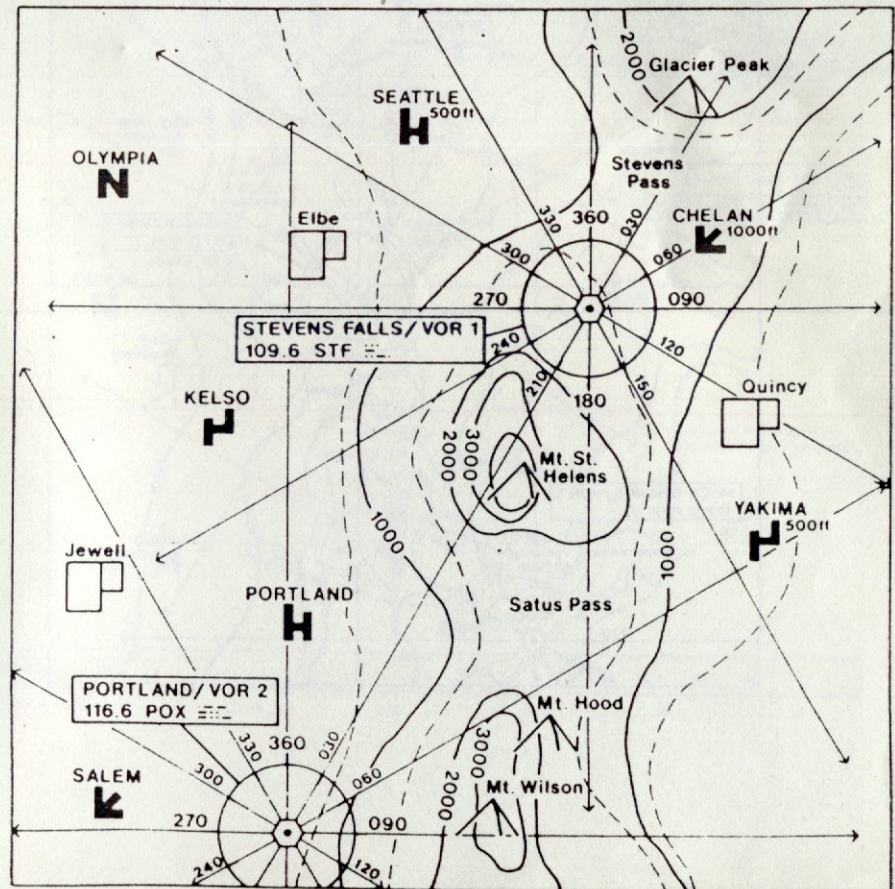 2000
Glacier Peak
SEATTLE
500ft
OLYMPIA
Stevens
Pass
Elbe
330
360
030
CHELAN
1000ft
300
060
270
090
STEVENS FALLS/VOR 1
109.6 STF
240
120
210
180
150
KELSO
Quincy
3000
2000
Mt. St.
Helens
1000
YAKIMA
500ft
1000
Jewell
PORTLAND
Satus Pass
PORTLAND/VOR 2
116.6 POX
330
360
030
Mt. Hood
300
060
3000
2000
SALEM
Mt. Wilson
270
090
240
120